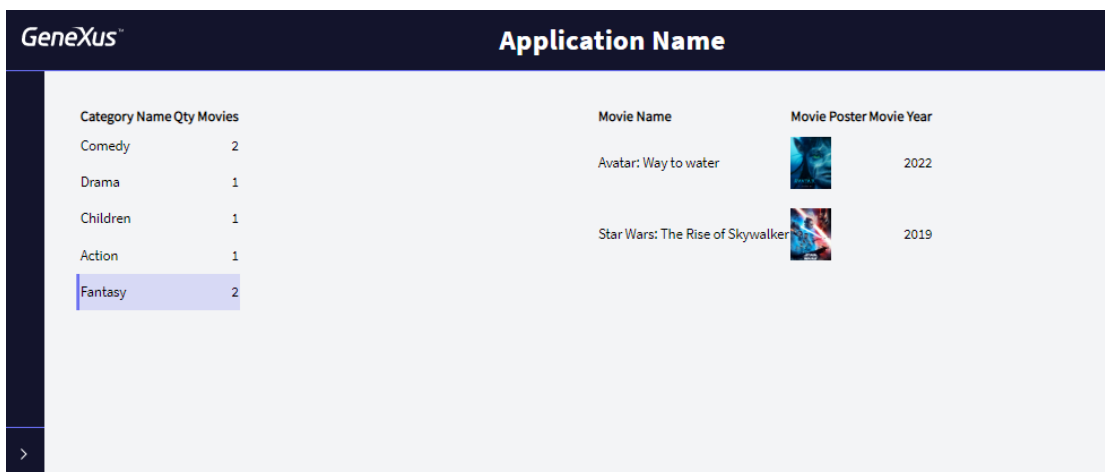 GeneXus™
Application Name
Category Name Qty Movies
Comedy 2
Drama 1
Children 1
Action 1
Fantasy 2
Movie Name Movie Poster Movie Year
Avatar: Way to water 2022
Star Wars: The Rise of Skywalker 2019